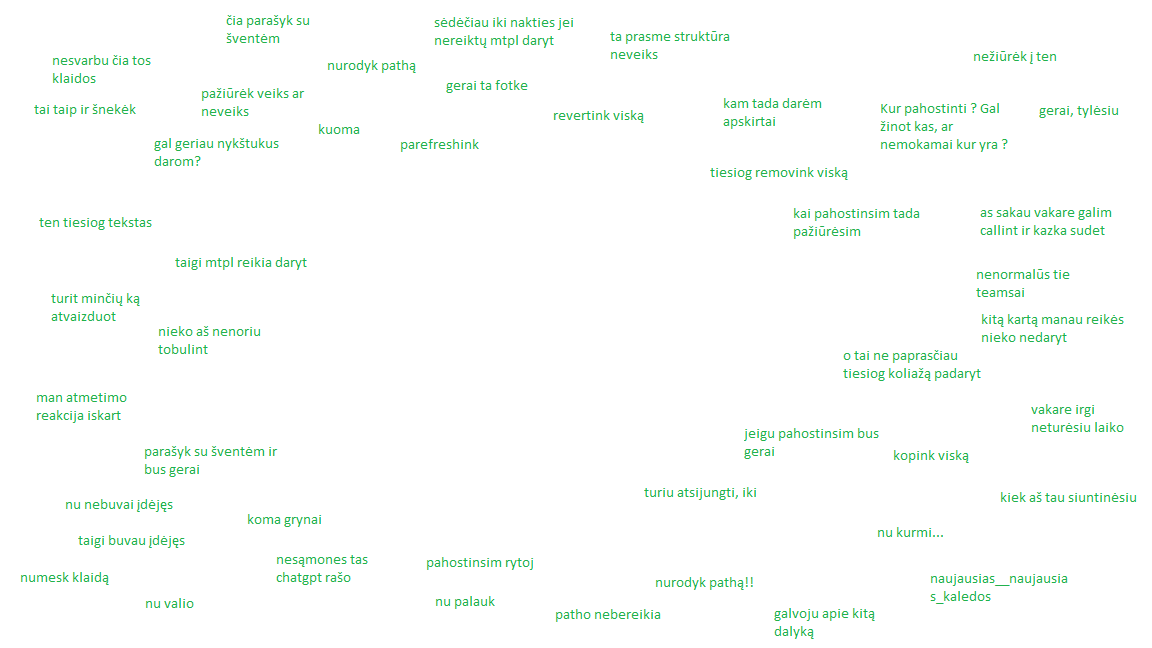 čia parašyk su
šventėm
sėdėčiau iki nakties jei
nereiktų mtpl daryt
ta prasme struktūra
neveiks
nežiūrėk į ten
nesvarbu čia tos
klaidos
nurodyk pathą
gerai ta fotke
pažiūrėk veiks ar
neveiks
tai taip ir šnekėk
kam tada darėm
apskirtai
Kur pahostinti ? Gal
žinot kas, ar
nemokamai kur yra ?
gerai, tylėsiu
revertink viską
kuoma
gal geriau nykštukus
darom?
parefreshink
tiesiog removink viską
ten tiesiog tekstas
kai pahostinsim tada
pažiūrėsim
as sakau vakare galim
callint ir kazka sudet
taigi mtpl reikia daryt
nenormalūs tie
teamsai
turit minčių ką
atvaizduot
kitą kartą manau reikės
nieko nedaryt
nieko aš nenoriu
tobulint
o tai ne paprasčiau
tiesiog koliažą padaryt
man atmetimo
reakcija iskart
vakare irgi
neturėsiu laiko
jeigu pahostinsim bus
gerai
parašyk su šventėm ir
bus gerai
kopink viską
turiu atsijungti, iki
kiek aš tau siuntinėsiu
nu nebuvai įdėjęs
koma grynai
nu kurmi...
taigi buvau įdėjęs
nesąmones tas
chatgpt rašo
pahostinsim rytoj
numesk klaidą
nurodyk pathą!!
naujausias__naujausia
s_kaledos
nu valio
nu palauk
patho nebereikia
galvoju apie kitą
dalyką